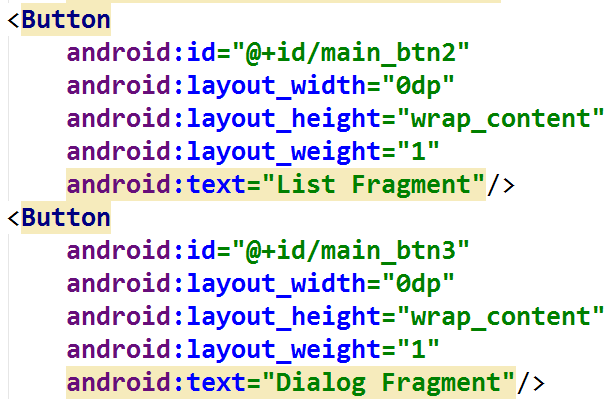 <Button
android:id="@+id/main_btn2"
android:layout_width="0dp"
android:layout_height="wrap_content"
android:layout_weight="1"
android:text="List Fragment"/>
<Button
android:id="@+id/main_btn3"
android:layout_width="0dp"
android:layout_height="wrap_content"
android:layout_weight="1"
android:text="Dialog Fragment"/>